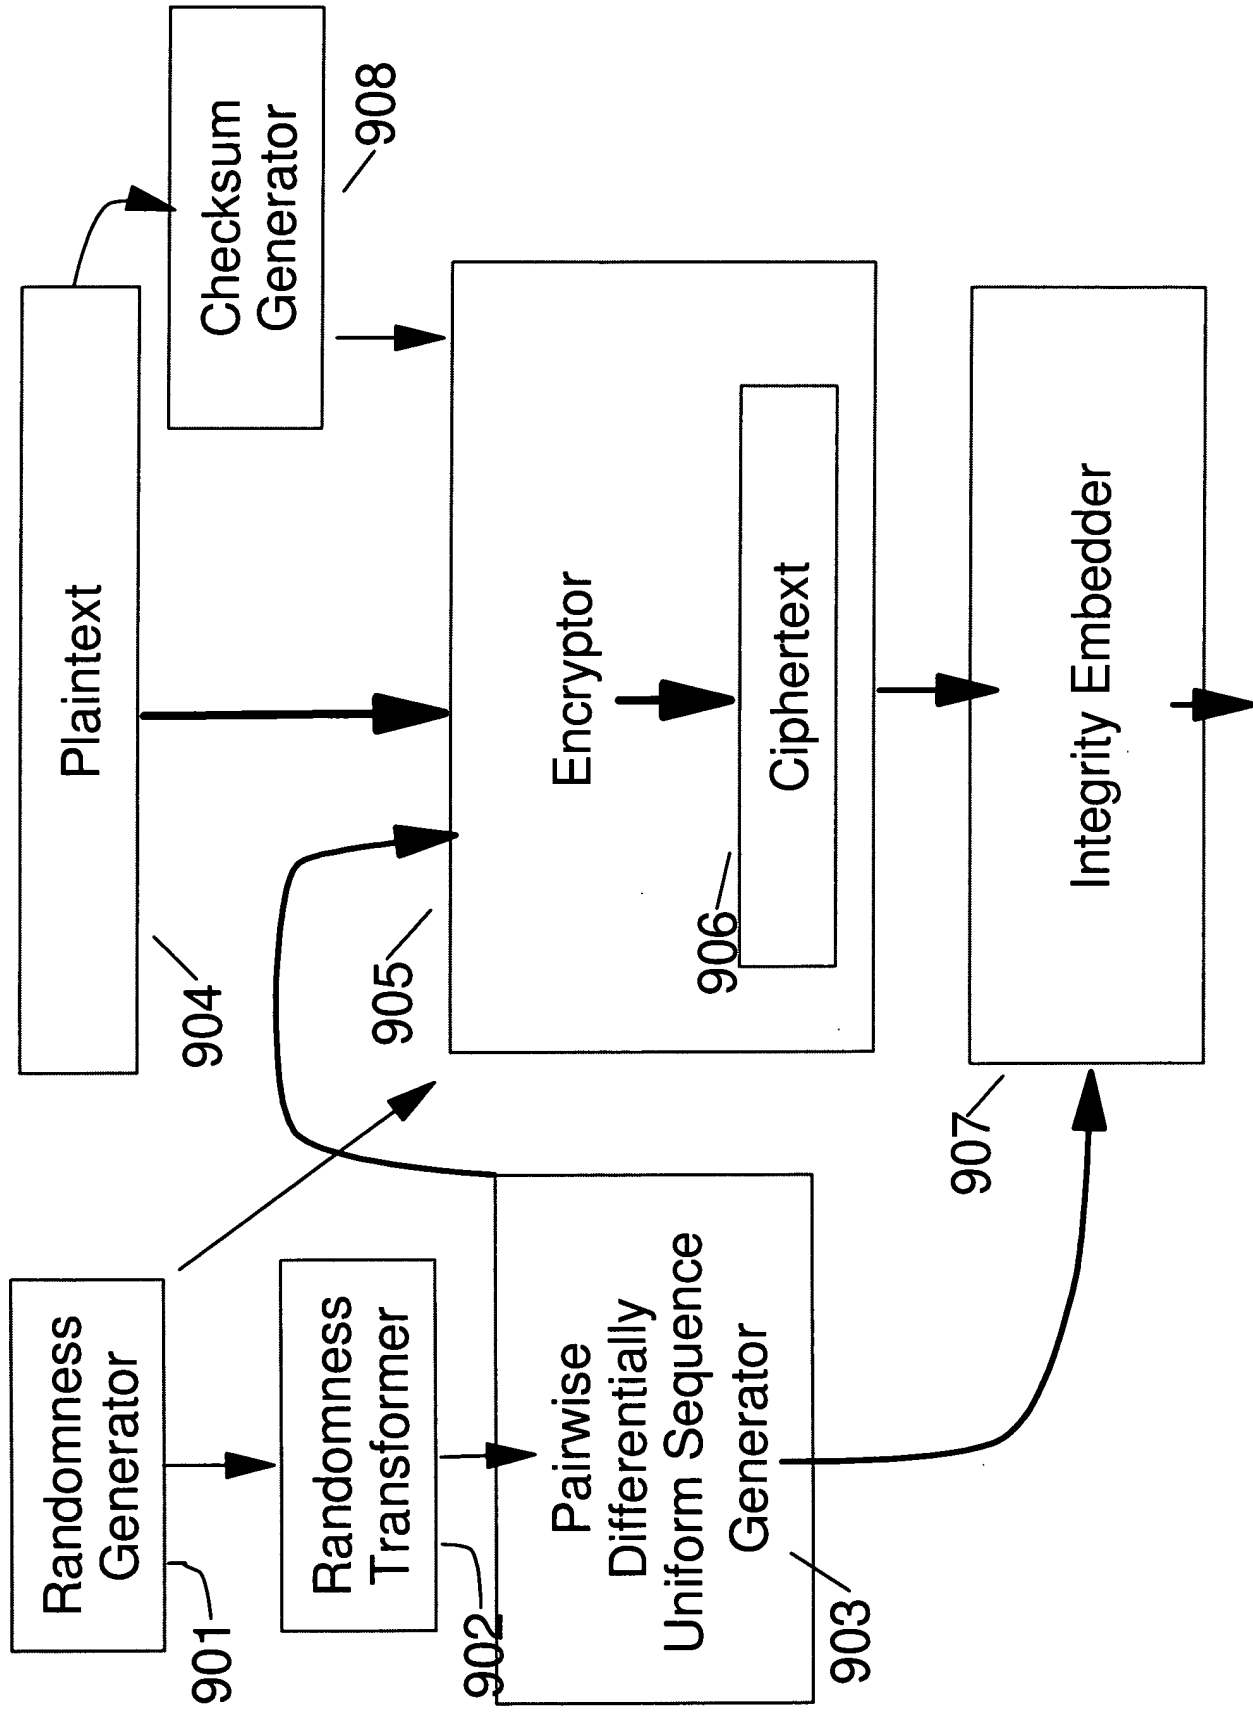 Randomness
Generator
901
Randomness
Transformer
902
Pairwise
Differentially
Uniform Sequence
Generator
903
Plaintext
904
Checksum
Generator
908
905
Encryptor
906
Ciphertext
907
Integrity Embedder